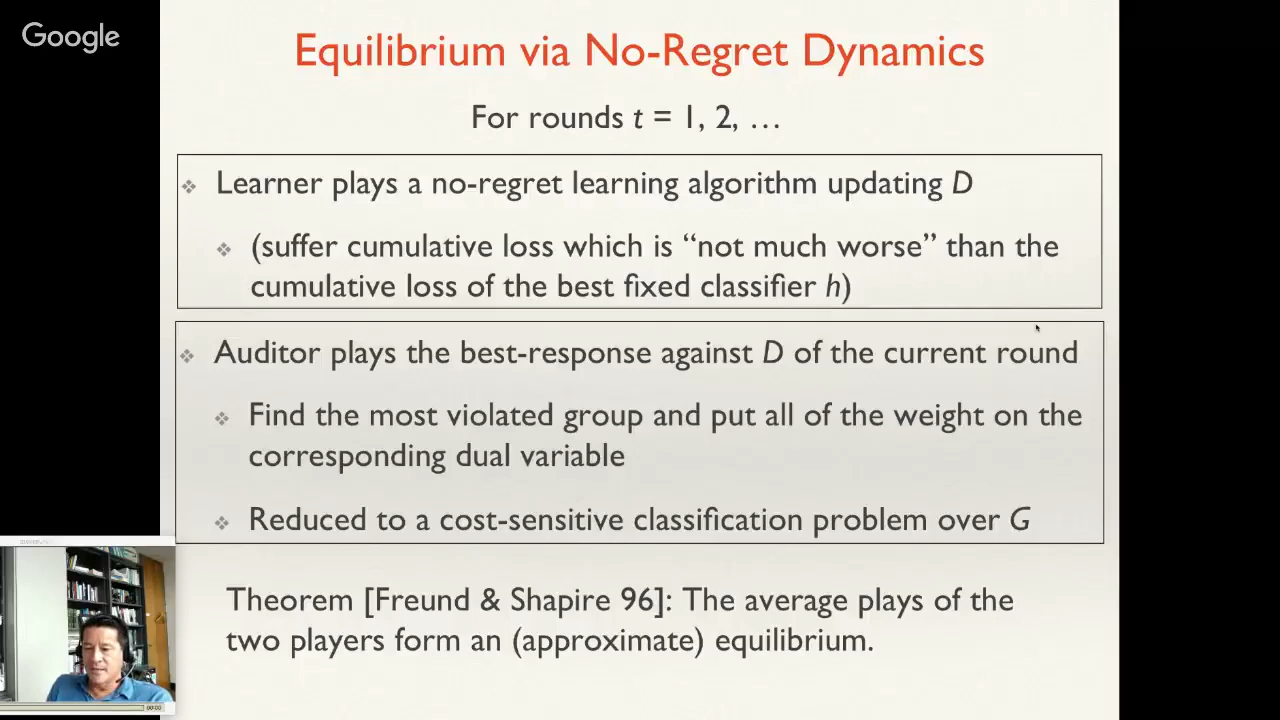 Google
Equilibrium via No-Regret Dynamics
For rounds t = 1, 2, …
Learner plays a no-regret learning algorithm updating D
(suffer cumulative loss which is “not much worse” than the
cumulative loss of the best fixed classifier h)
Auditor plays the best-response against D of the current round
Find the most violated group and put all of the weight on the
corresponding dual variable
Reduced to a cost-sensitive classification problem over G
Theorem [Freund & Shapire 96]: The average plays of the
two players form an (approximate) equilibrium.
00:00